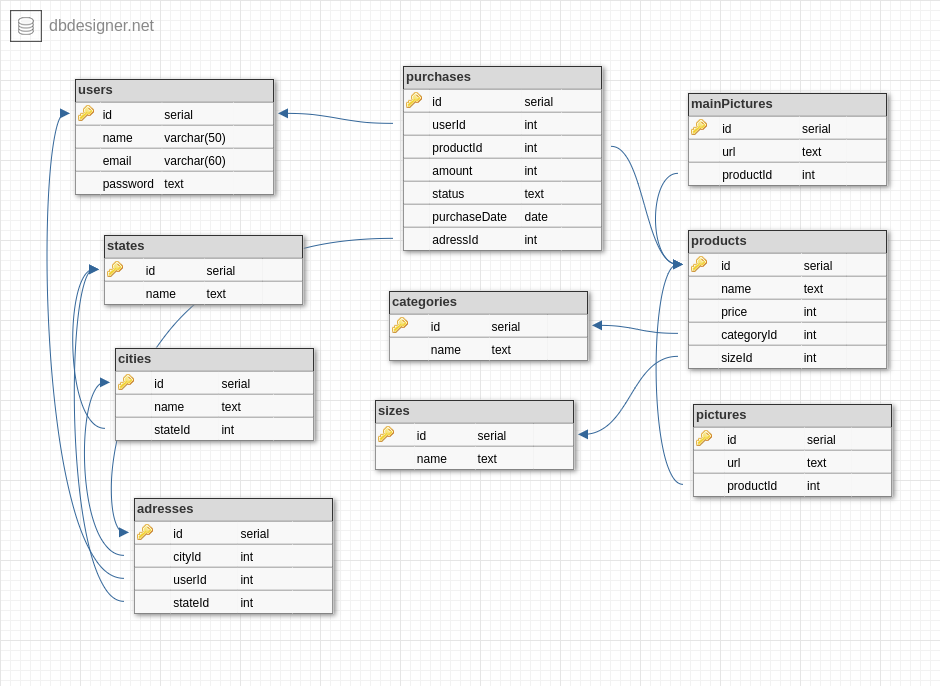 dbdesigner.net
users
id serial
name varchar(50)
email varchar(60)
password text
purchases
id serial
userId int
productId int
amount int
status text
purchaseDate date
adressId int
mainPictures
id serial
url text
productId int
states
id serial
name text
categories
id serial
name text
products
id serial
name text
price int
categoryId int
sizeId int
cities
id serial
name text
stateId int
sizes
id serial
name text
pictures
id serial
url text
productId int
adresses
id serial
cityId int
userId int
stateId int